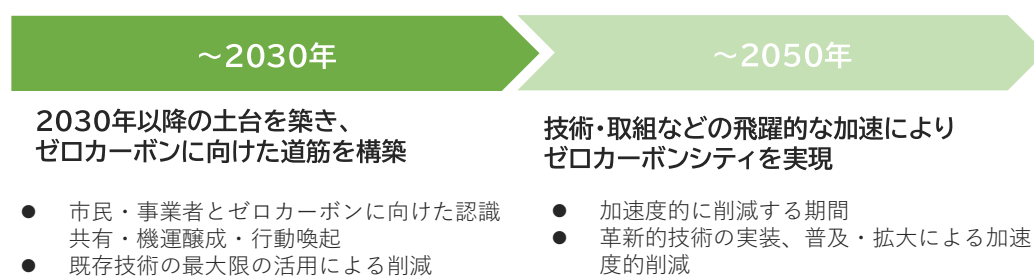 ～2030年
2030年以降の土台を築き、
ゼロカーボンに向けた道筋を構築
● 市民・事業者とゼロカーボンに向けた認識
共有・機運醸成・行動喚起
● 既存技術の最大限の活用による削減
～2050年
技術・取組などの飛躍的な加速により
ゼロカーボンシティを実現
● 加速度的に削減する期間
● 革新的技術の実装、普及・拡大による加速
度的削減